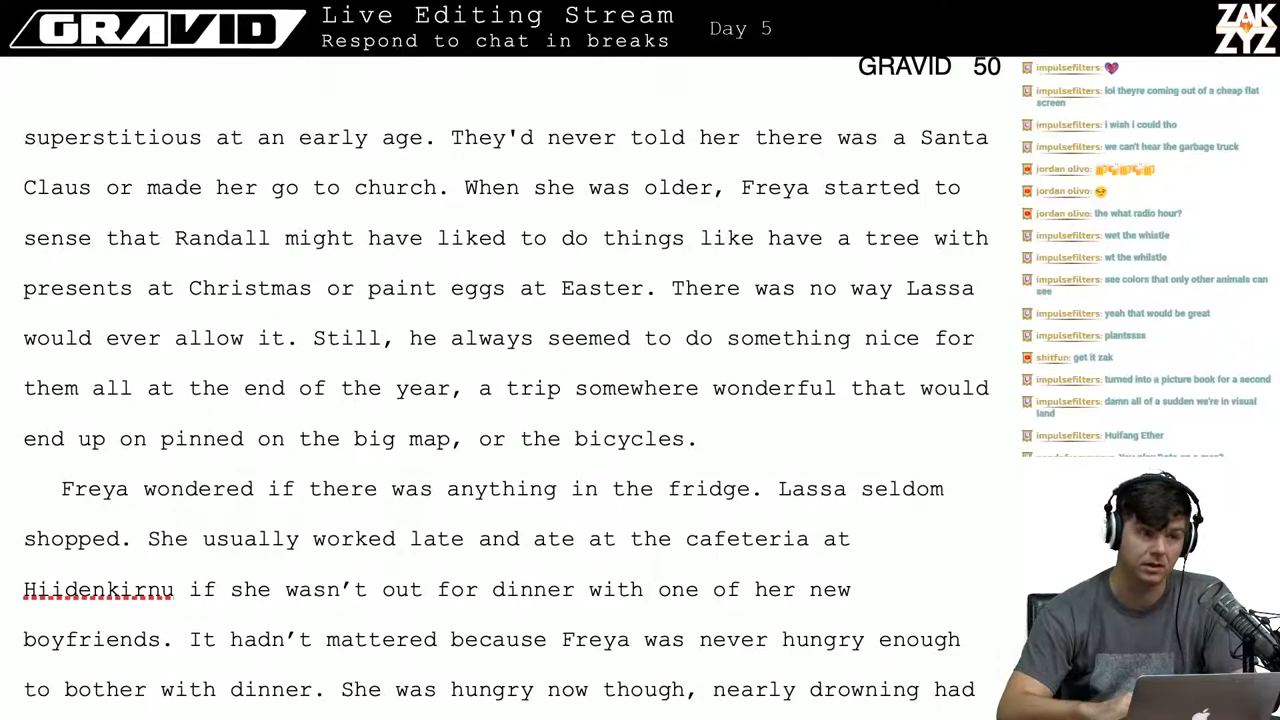 GRAVID
Live Editing Stream
Respond to chat in breaks
Day 5
ZAK
ZYZ
GRAVID 50
superstitious at an early age. They'd never told her there was a Santa
Claus or made her go to church. When she was older, Freya started to
sense that Randall might have liked to do things like have a tree with
presents at Christmas or paint eggs at Easter. There was no way Lassa
would ever allow it. Still, he always seemed to do something nice for
them all at the end of the year, a trip somewhere wonderful that would
end up on pinned on the big map, or the bicycles.
Freya wondered if there was anything in the fridge. Lassa seldom
shopped. She usually worked late and ate at the cafeteria at
Hiidenkirnu if she wasn’t out for dinner with one of her new
boyfriends. It hadn’t mattered because Freya was never hungry enough
to bother with dinner. She was hungry now though, nearly drowning had
impulsefilters:
impulsefilters: lol theyre coming out of a cheap flat
screen
impulsefilters: i wish i could tho
impulsefilters: we can't hear the garbage truck
jordan olivo:
jordan olivo:
jordan olivo: the what radio hour?
impulsefilters: wet the whistle
impulsefilters: wt the whilstle
impulsefilters: see colors that only other animals can
see
impulsefilters: yeah that would be great
impulsefilters: plantssss
shitfun: get it zak
impulsefilters: turned into a picture book for a second
impulsefilters: damn all of a sudden we're in visual
land
impulsefilters: Huifang Ether